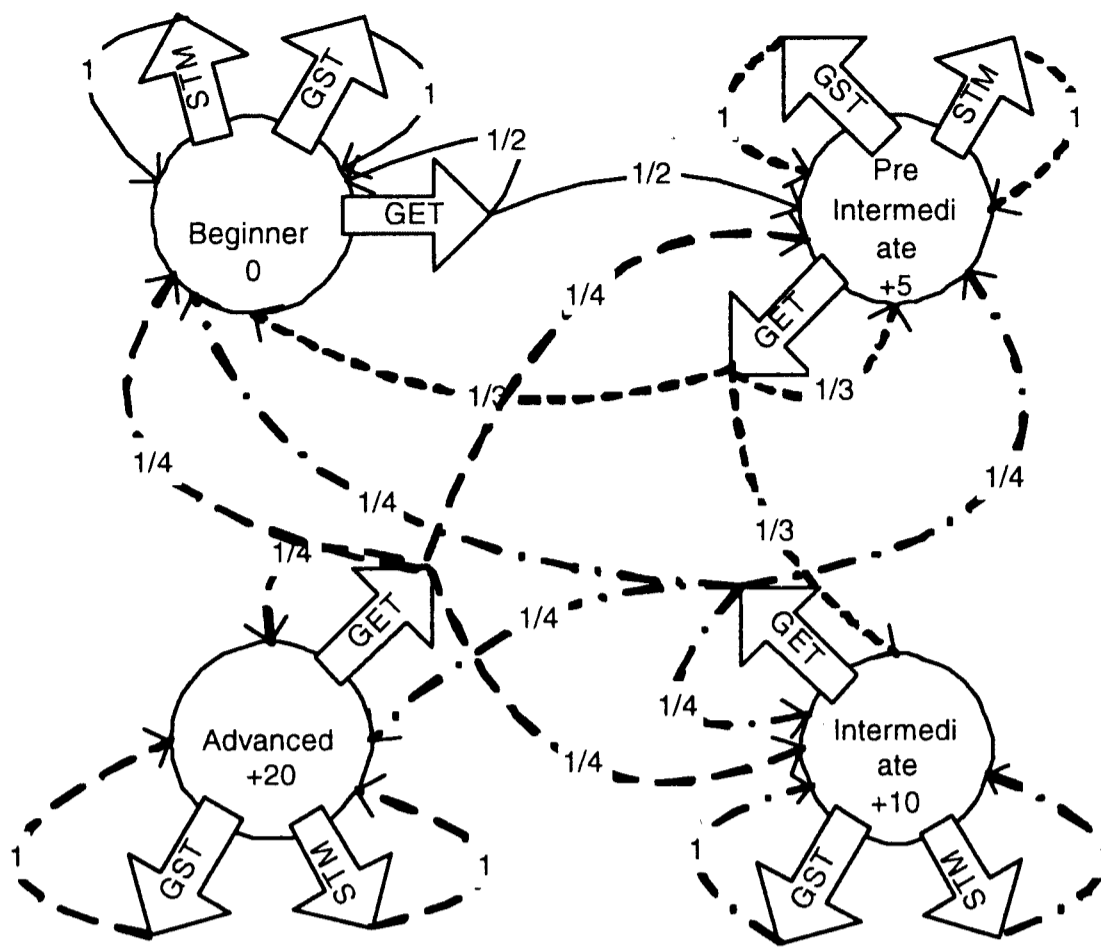 STM
GST
1
1
1/2
GET
Beginner
0
1/2
GST
STM
1
1
Pre
Intermedi
ate
+5
GET
1/4
1/3
1/3
1/4
1/4
1/4
1/3
1/4
GET
1/4
GET
1/4
Advanced
+20
1/4
Intermedi
ate
+10
GST
STM
1
1
GST
STM
1